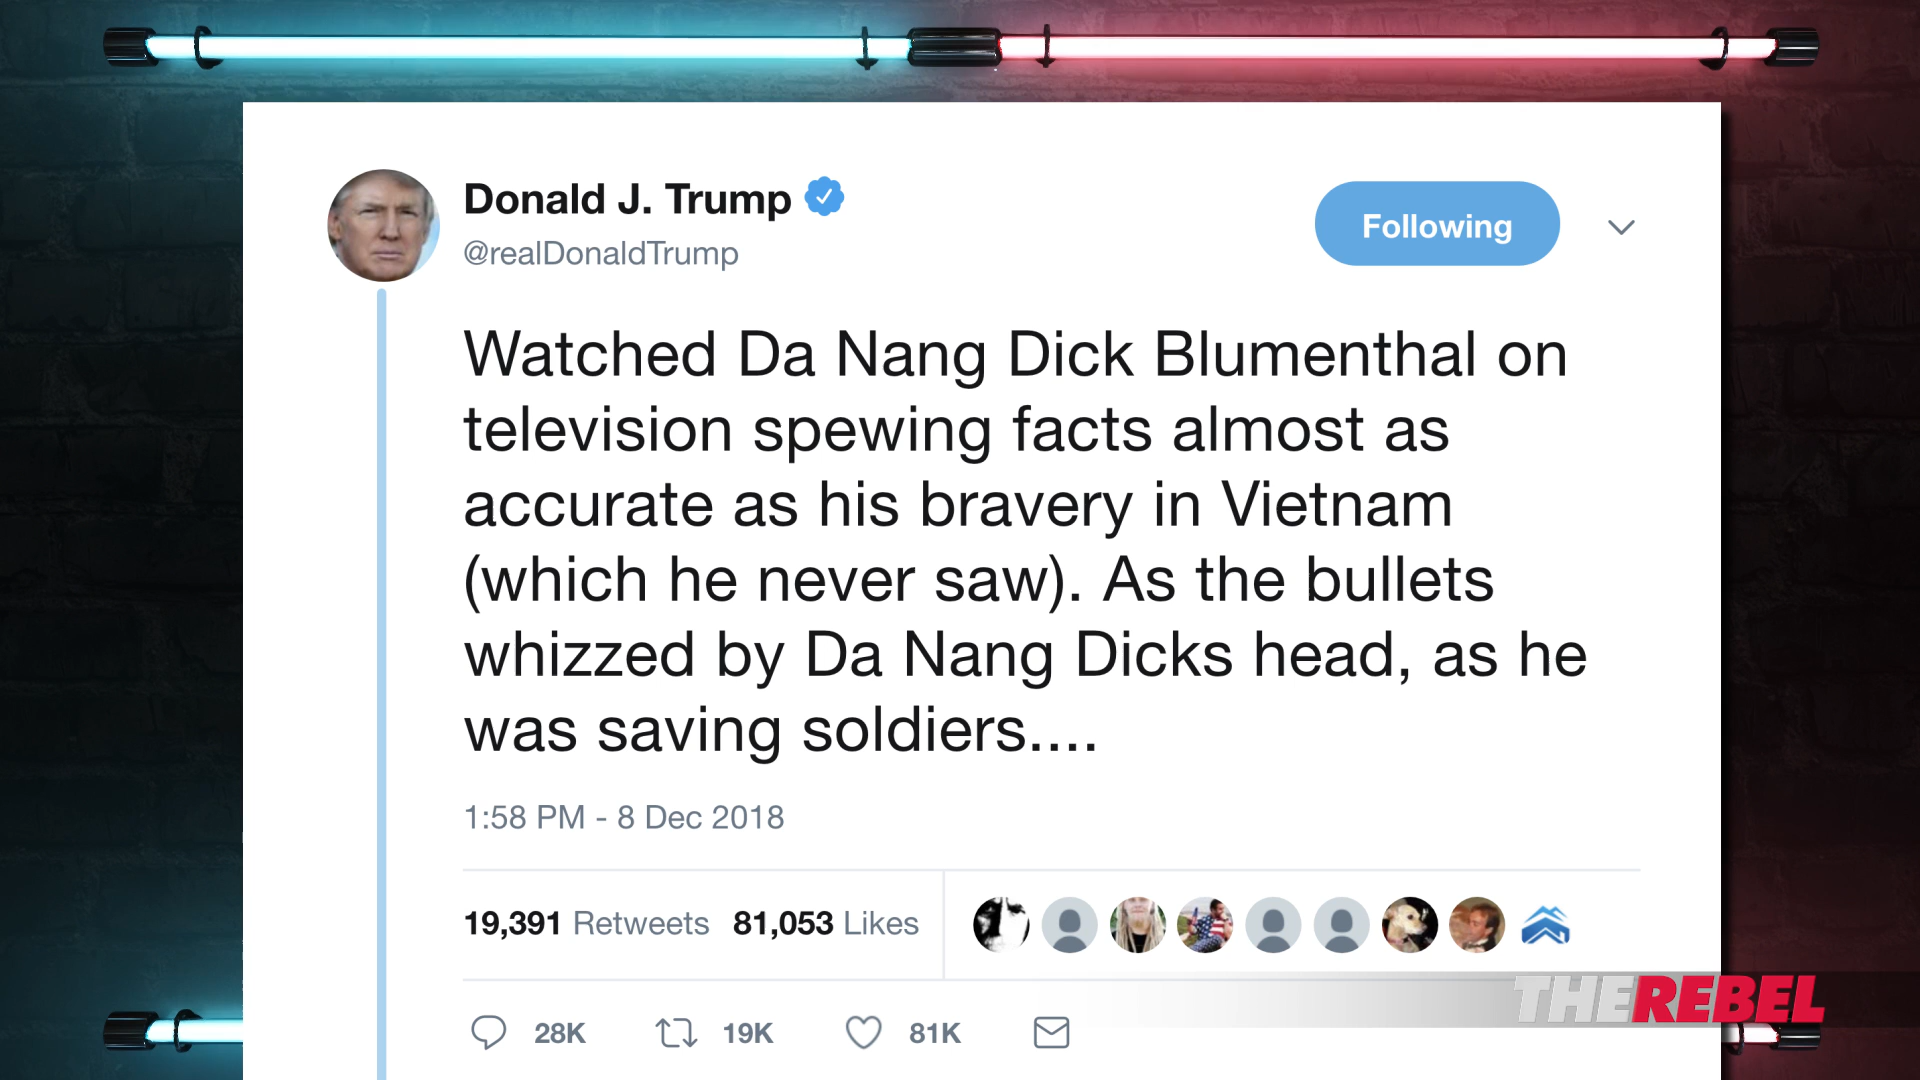 Donald J. Trump
@realDonaldTrump
Following
Watched Da Nang Dick Blumenthal on
television spewing facts almost as
accurate as his bravery in Vietnam
(which he never saw). As the bullets
whizzed by Da Nang Dicks head, as he
was saving soldiers....
1:58 PM - 8 Dec 2018
19,391 Retweets 81,053 Likes
THE REBEL
28K 19K 81K